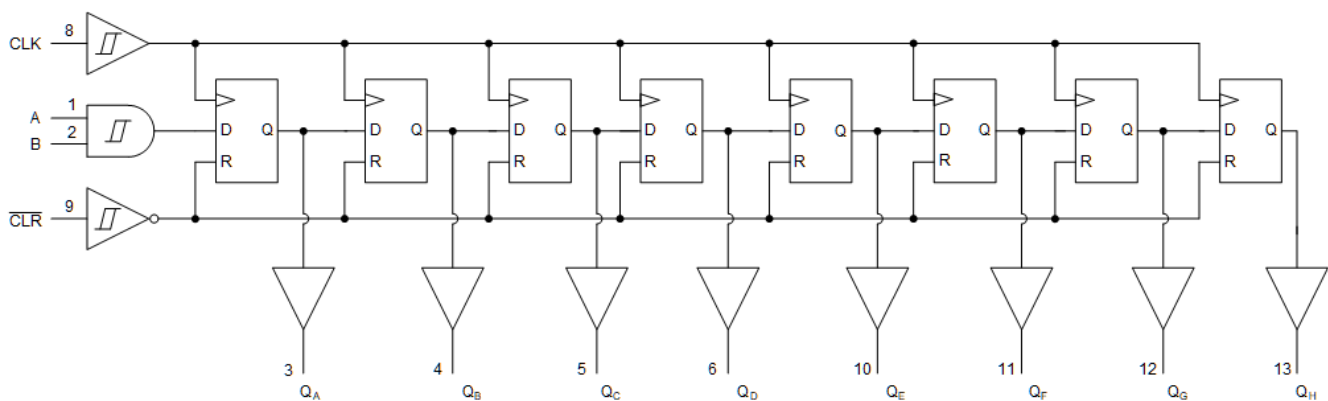 CLK 8
A 1
B 2
CLR 9
D Q R
D Q R
D Q R
D Q R
D Q R
D Q R
D Q R
D Q R
3 4 5 6 10 11 12 13
QA QB QC QD QE QF QG QH